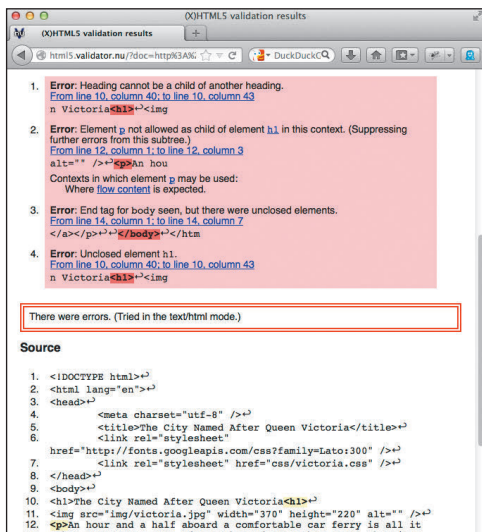 (X)HTML5 validation results
(X)HTML5 validation results
+
html5.validator.nu/?doc=http%3A%
DuckDuckG
1. Error: Heading cannot be a child of another heading.
From line 10, column 40; to line 10, column 43
n Victoria<h1>↩<img
2. Error: Element p not allowed as child of element h1 in this context. (Suppressing
further errors from this subtree.)
From line 12, column 1; to line 12, column 3
alt="" />↩<p>An hou
Contexts in which element p may be used:
Where flow content is expected.
3. Error: End tag for body seen, but there were unclosed elements.
From line 14, column 1; to line 14, column 7
</a></p>↩↩</body>↩</htm
4. Error: Unclosed element h1.
From line 10, column 40; to line 10, column 43
n Victoria<h1>↩<img
There were errors. (Tried in the text/html mode.)
Source
1. <!DOCTYPE html>↩
2. <html lang="en">↩
3. <head>↩
4. <meta charset="utf-8" />↩
5. <title>The City Named After Queen Victoria</title>↩
6. <link rel="stylesheet"
href="http://fonts.googleapis.com/css?family=Lato:300" />↩
7. <link rel="stylesheet" href="css/victoria.css" />↩
8. </head>↩
9. <body>↩
10. <h1>The City Named After Queen Victoria<h1>↩
11. <img src="img/victoria.jpg" width="370" height="220" alt="" />↩
12. <p>An hour and a half aboard a comfortable car ferry is all it